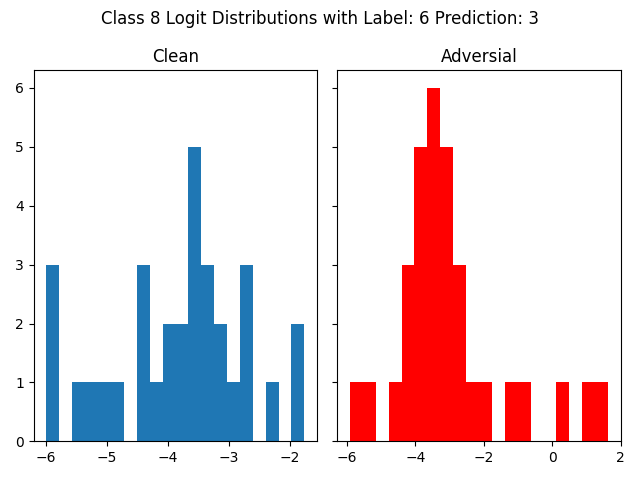 Class 8 Logit Distributions with Label: 6 Prediction: 3
Clean
Adversial
6
5
4
3
2
1
0
−6 −5 −4 −3 −2
−6 −4 −2 0 2